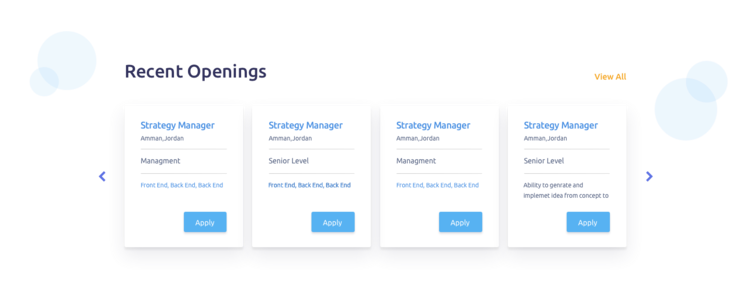 Recent Openings
View All
Strategy Manager
Amman_Jordan
Managment
Front End, Back End, Back End
Apply
Strategy Manager
Amman_Jordan
Senior Level
Front End, Back End, Back End
Apply
Strategy Manager
Amman_Jordan
Managment
Front End, Back End, Back End
Apply
Strategy Manager
Amman_Jordan
Senior Level
Ability to genrate and
implemet idea from concept to
Apply